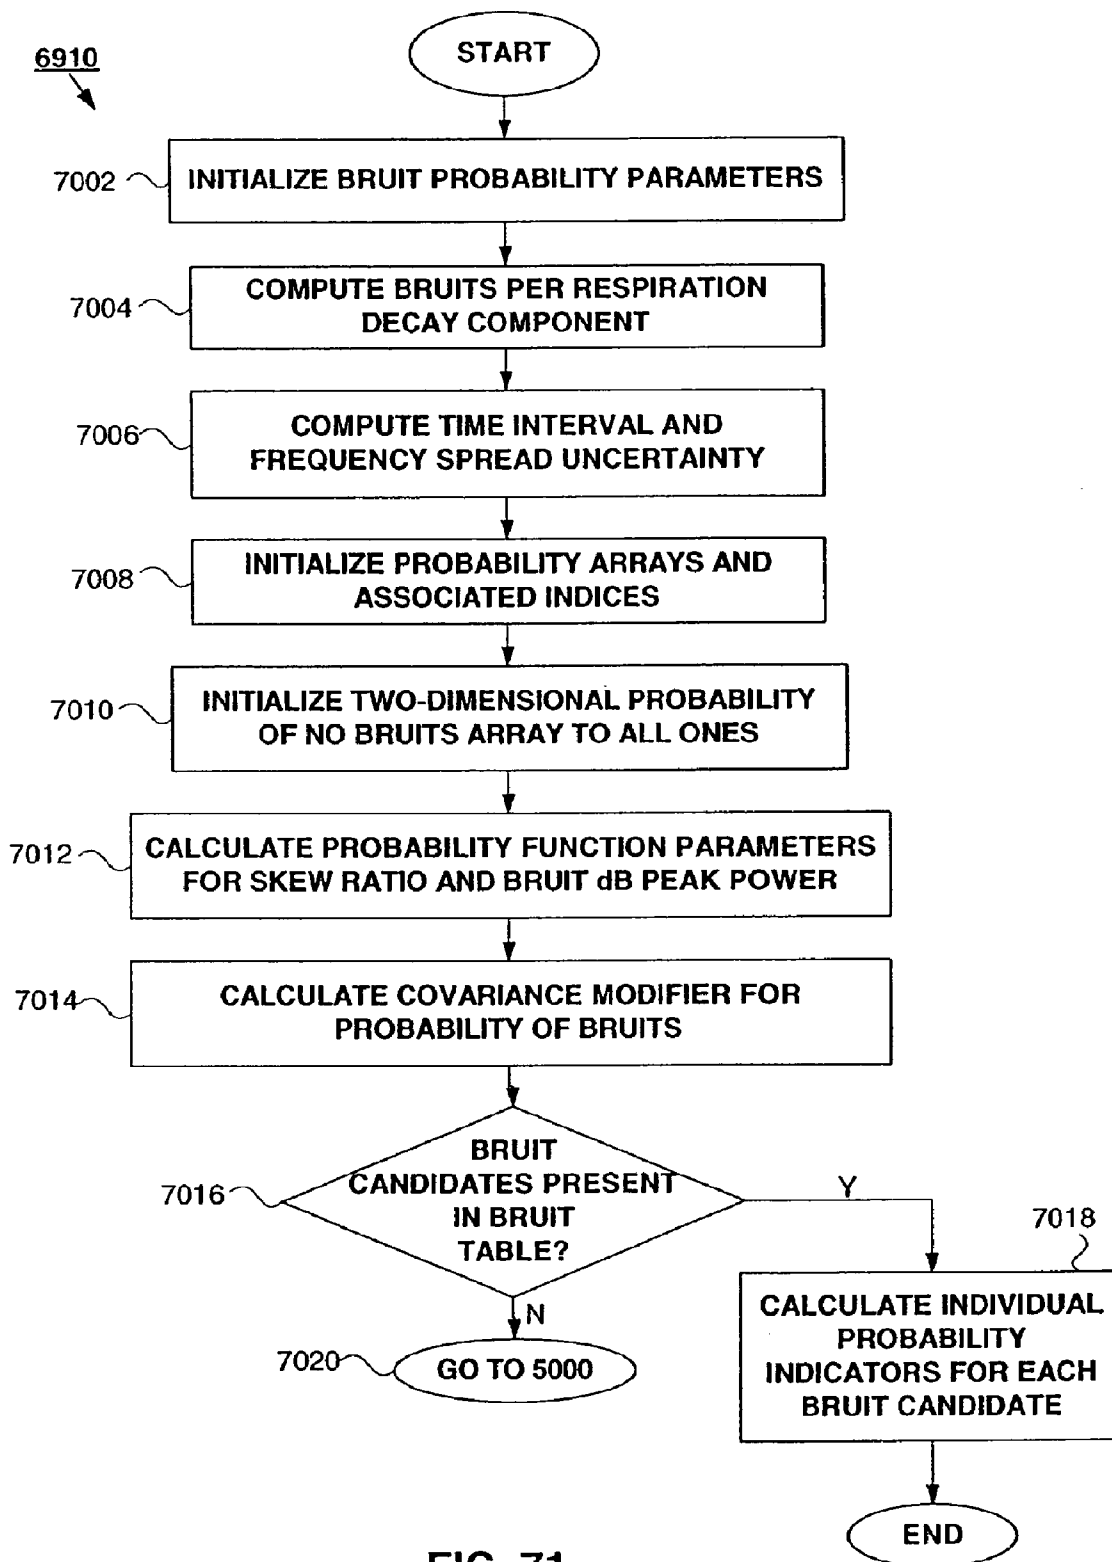 6910
START
7002
INITIALIZE BRUIT PROBABILITY PARAMETERS
7004
COMPUTE BRUITS PER RESPIRATION
DECAY COMPONENT
7006
COMPUTE TIME INTERVAL AND
FREQUENCY SPREAD UNCERTAINTY
7008
INITIALIZE PROBABILITY ARRAYS AND
ASSOCIATED INDICES
7010
INITIALIZE TWO-DIMENSIONAL PROBABILITY
OF NO BRUITS ARRAY TO ALL ONES
7012
CALCULATE PROBABILITY FUNCTION PARAMETERS
FOR SKEW RATIO AND BRUIT dB PEAK POWER
7014
CALCULATE COVARIANCE MODIFIER FOR
PROBABILITY OF BRUITS
7016
BRUIT
CANDIDATES PRESENT
IN BRUIT
TABLE?
Y
N
7018
CALCULATE INDIVIDUAL
PROBABILITY
INDICATORS FOR EACH
BRUIT CANDIDATE
7020
GO TO 5000
END
FIG. 71